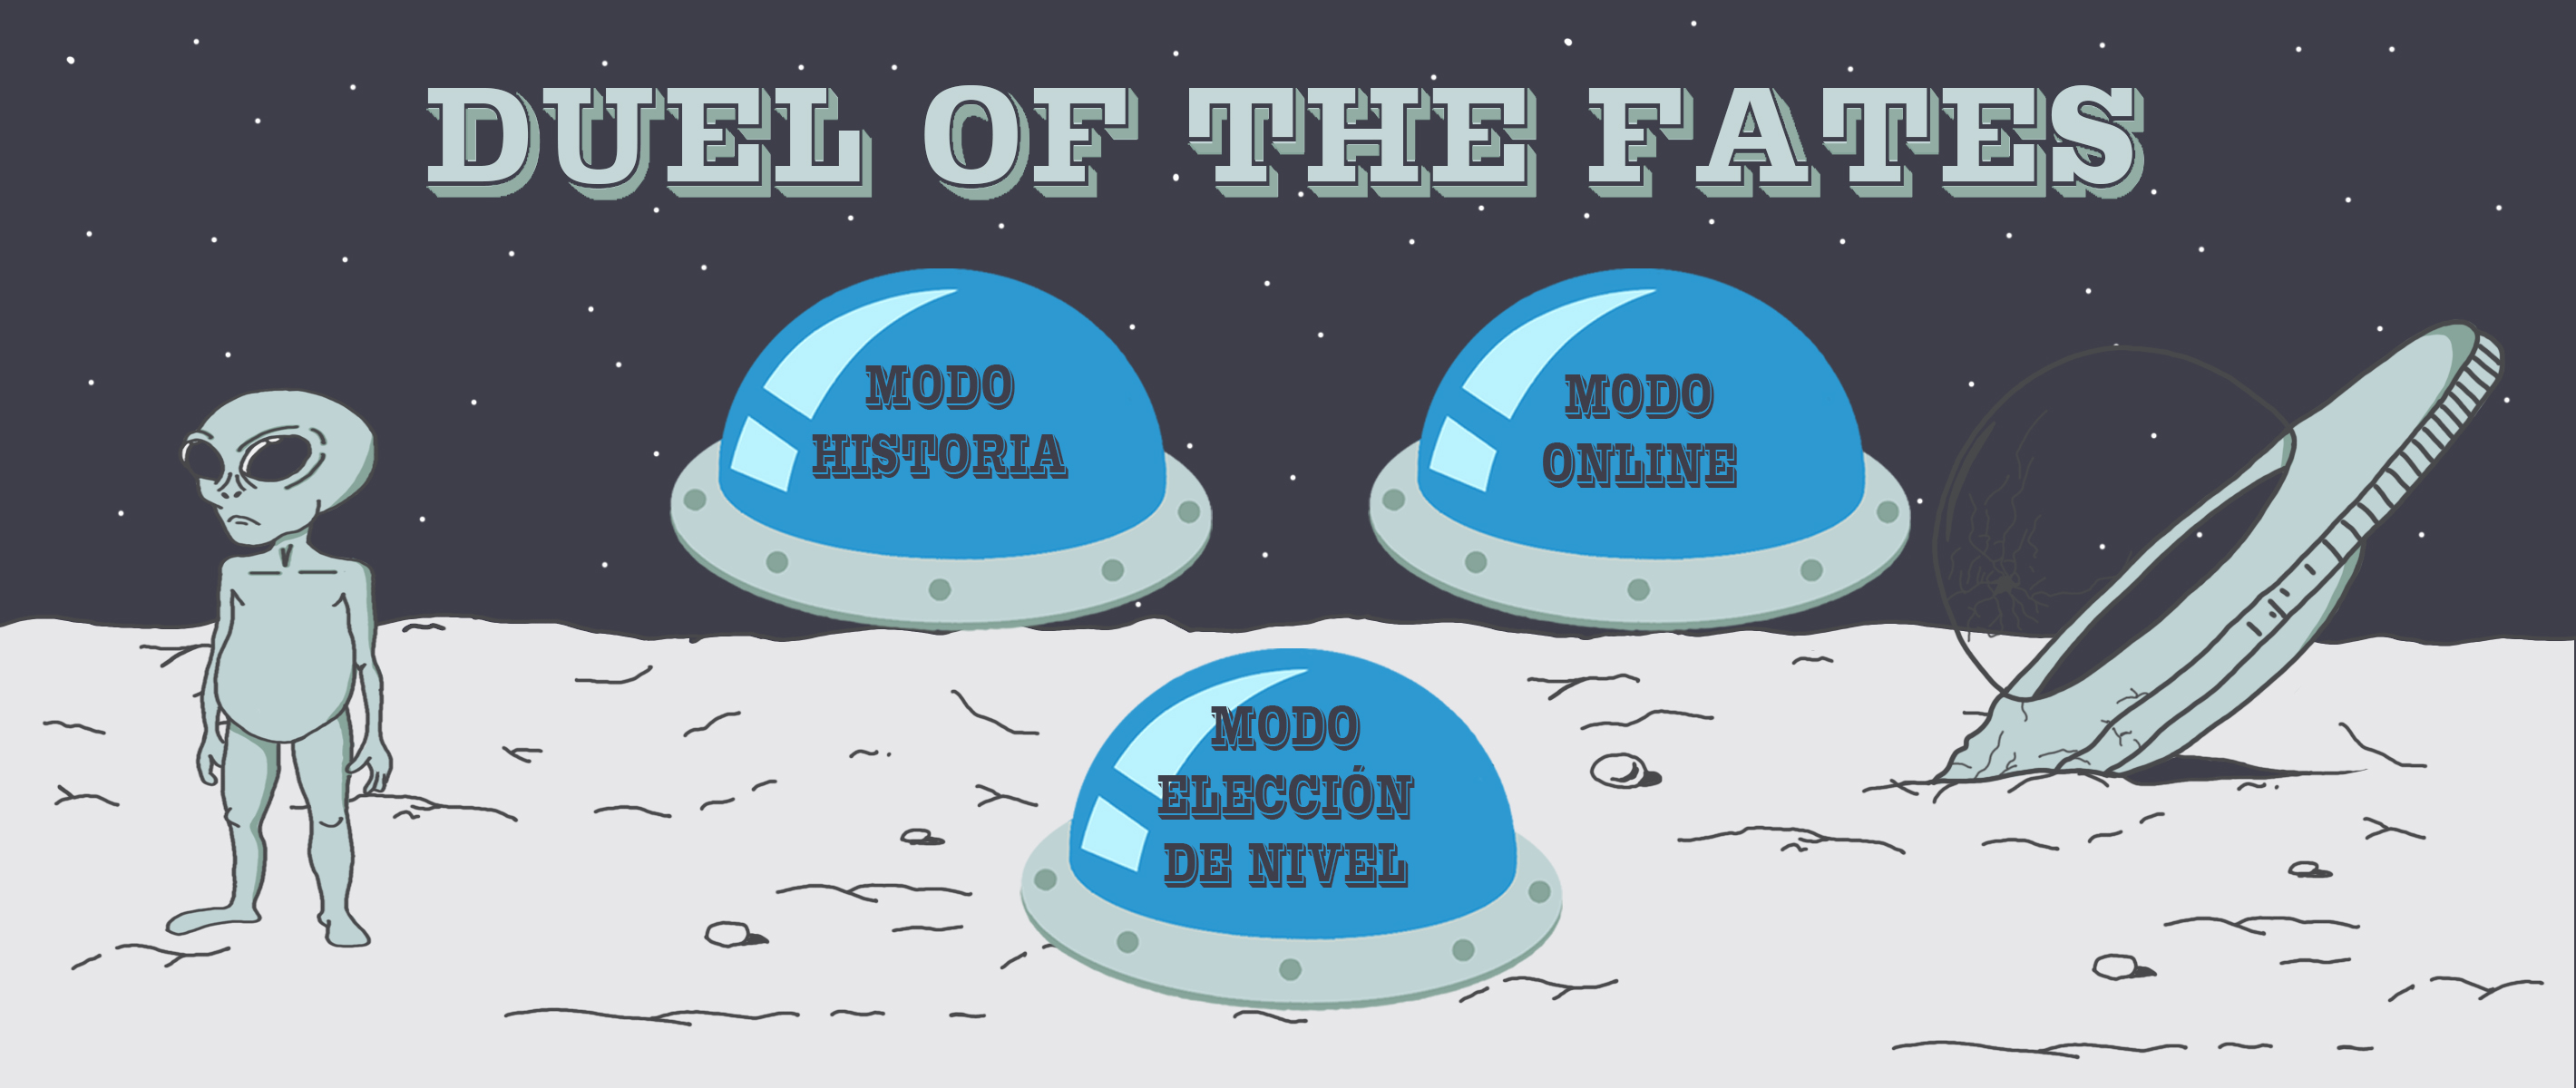 DUEL OF THE FATES
MODO
HISTORIA
MODO
ONLINE
MODO
ELECCIÓN
DE NIVEL